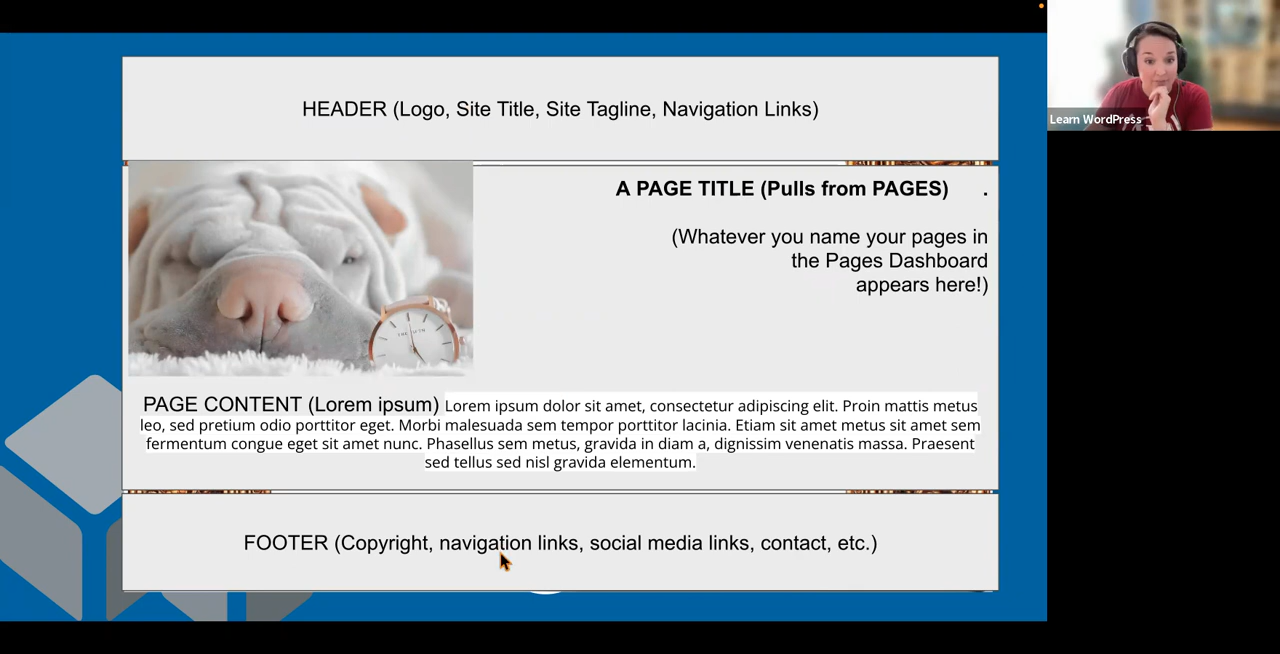 HEADER (Logo, Site Title, Site Tagline, Navigation Links)
Learn WordPress
A PAGE TITLE (Pulls from PAGES) .
(Whatever you name your pages in
the Pages Dashboard
appears here!)
PAGE CONTENT (Lorem ipsum) Lorem ipsum dolor sit amet, consectetur adipiscing elit. Proin mattis metus
leo, sed pretium odio porttitor eget. Morbi malesuada sem tempor porttitor lacinia. Etiam sit amet metus sit amet sem
fermentum congue eget sit amet nunc. Phasellus sem metus, gravida in diam a, dignissim venenatis massa. Praesent
sed tellus sed nisl gravida elementum.
FOOTER (Copyright, navigation links, social media links, contact, etc.)